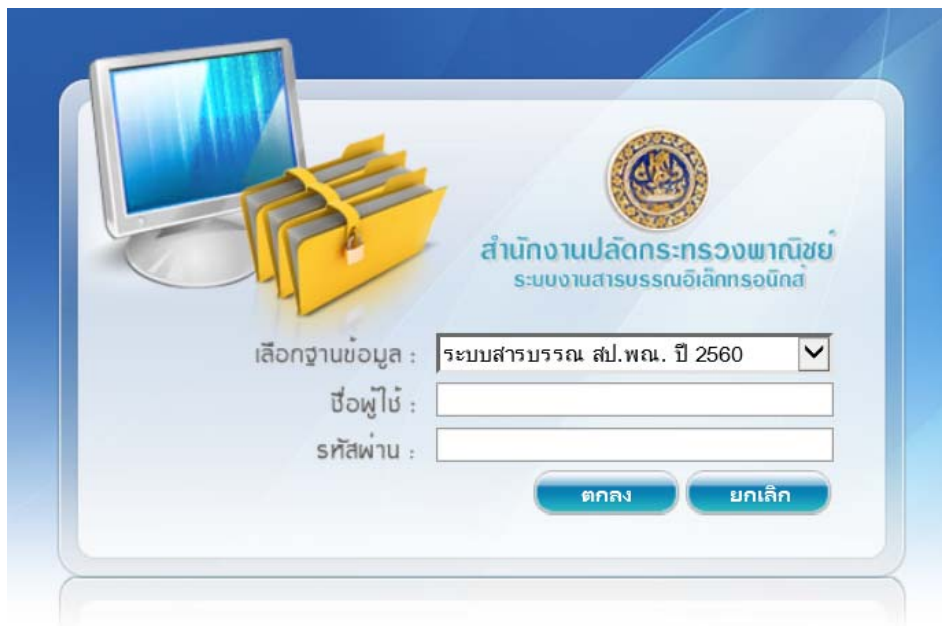 สำนักงานปลัดกระทรวงพาณิชย์
ระบบงานสารบรรณอิเล็กทรอนิกส์
เลือกฐานข้อมูล : ระบบสารบรรณ สป.พณ. ปี 2560
ชื่อผู้ใช้ :
รหัสผ่าน :
ตกลง ยกเลิก